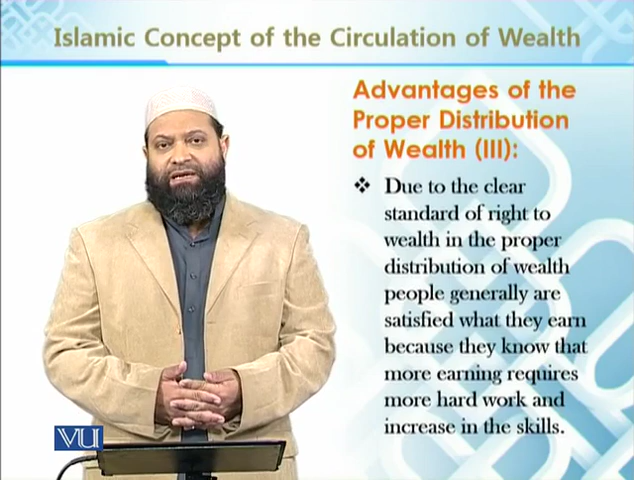 Islamic Concept of the Circulation of Wealth
Advantages of the
Proper Distribution
of Wealth (III):
❖ Due to the clear
standard of right to
wealth in the proper
distribution of wealth
people generally are
satisfied what they earn
because they know that
more earning requires
more hard work and
increase in the skills.
VU